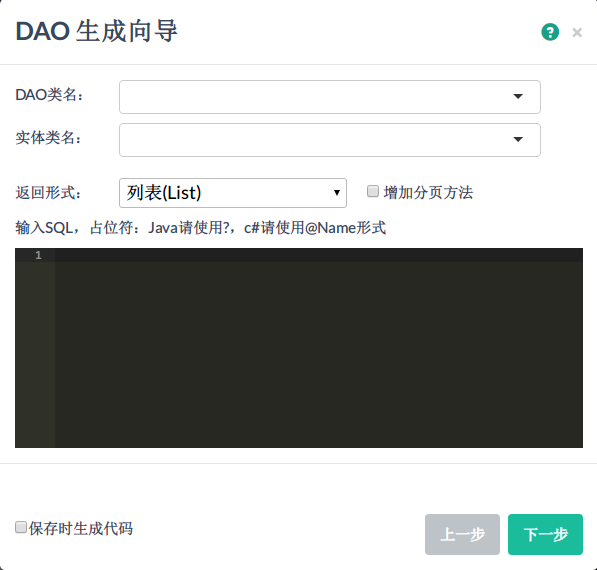 DAO 生成向导
DAO类名：
实体类名：
返回形式： 列表(List) 增加分页方法
输入SQL，占位符：Java请使用?，c#请使用@Name形式
1
保存时生成代码 上一步 下一步